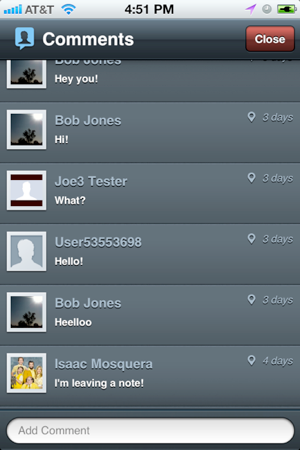 AT&T 4:51 PM
Comments Close
Bob Jones
Hey you!
Bob Jones 3 days
Hi!
Joe3 Tester 3 days
What?
User53553698 3 days
Hello!
Bob Jones 3 days
Heelloo
Isaac Mosquera 4 days
I'm leaving a note!
Add Comment